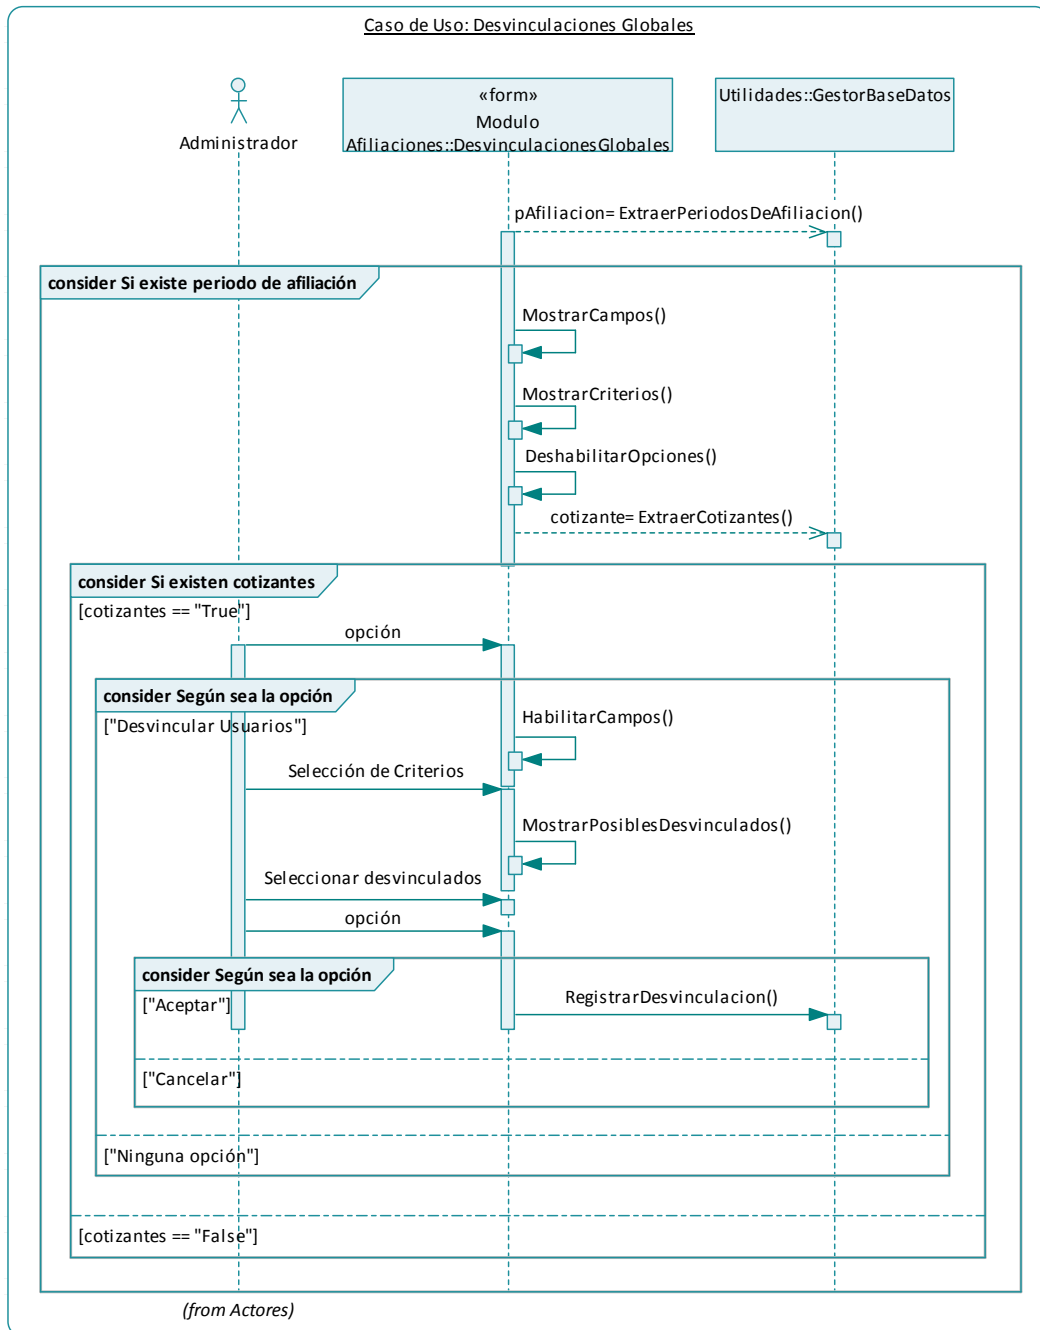 Caso de Uso: Desvinculaciones Globales
Administrador
«form»
Modulo
Afiliaciones::DesvinculacionesGlobales
Utilidades::GestorBaseDatos
pAfiliacion= ExtraerPeriodosDeAfiliacion()
consider Si existe periodo de afiliación
MostrarCampos()
MostrarCriterios()
DeshabilitarOpciones()
cotizante= ExtraerCotizantes()
consider Si existen cotizantes
[cotizantes == "True"]
opción
consider Según sea la opción
["Desvincular Usuarios"]
HabilitarCampos()
Selección de Criterios
MostrarPosiblesDesvinculados()
Seleccionar desvinculados
opción
consider Según sea la opción
["Aceptar"]
RegistrarDesvinculacion()
["Cancelar"]
["Ninguna opción"]
[cotizantes == "False"]
(from Actores)